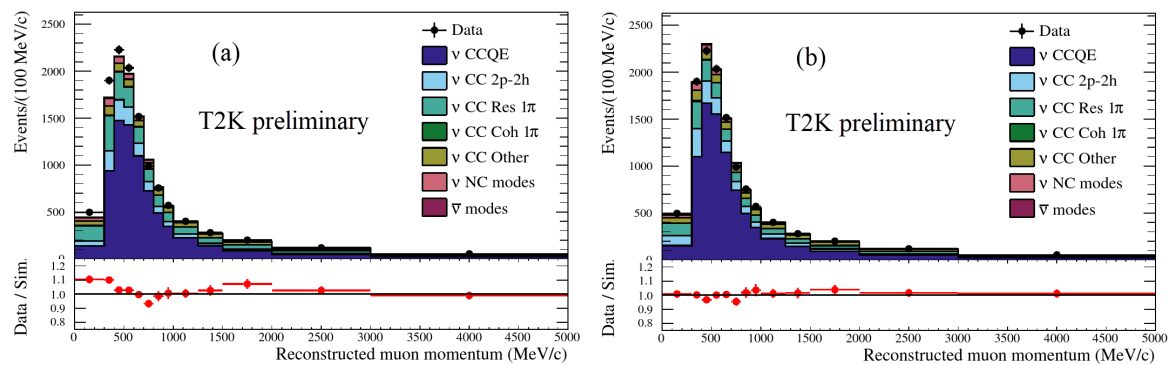 (a)
T2K preliminary
Events/(100 MeV/c)
2500
2000
1500
1000
500
0
Data
ν CCQE
ν CC 2p-2h
ν CC Res 1π
ν CC Coh 1π
ν CC Other
ν NC modes
ν̅ modes
Data / Sim.
1.2
1.1
1.0
0.9
0.8
0 500 1000 1500 2000 2500 3000 3500 4000 4500 5000
Reconstructed muon momentum (MeV/c)
(b)
T2K preliminary
Events/(100 MeV/c)
2500
2000
1500
1000
500
0
Data
ν CCQE
ν CC 2p-2h
ν CC Res 1π
ν CC Coh 1π
ν CC Other
ν NC modes
ν̅ modes
Data / Sim.
1.2
1.1
1.0
0.9
0.8
0 500 1000 1500 2000 2500 3000 3500 4000 4500 5000
Reconstructed muon momentum (MeV/c)